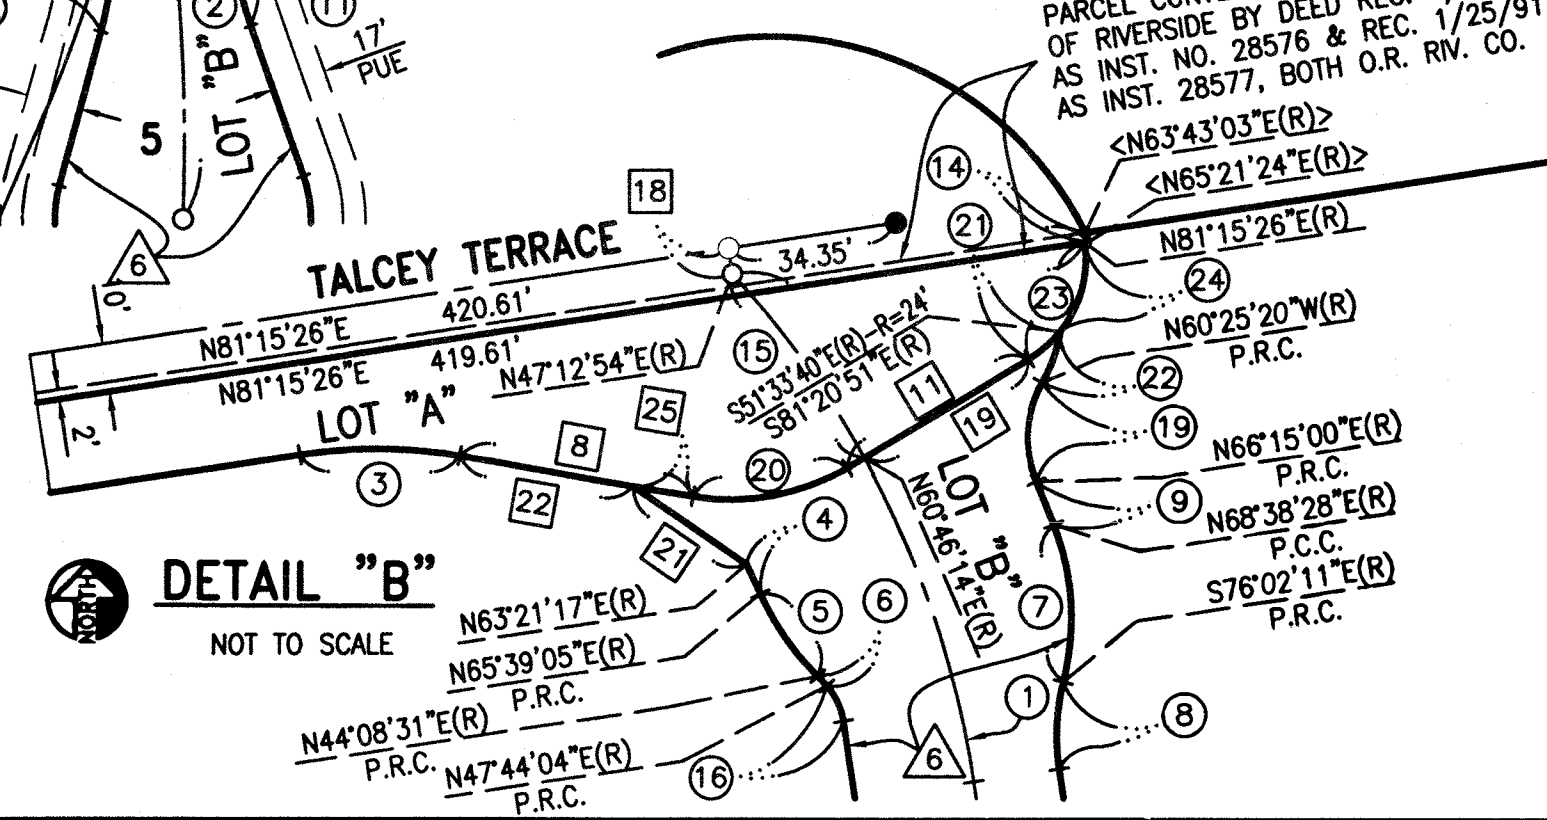 2
11
17'
PUE
5
LOT "B"
6
PARCEL
OF RIVERSIDE BY DEED REC.
AS INST. NO. 28576 & REC. 1/25/91
AS INST. 28577, BOTH O.R. RIV. CO.
<N63°43'03"E(R)>
<N65°21'24"E(R)>
14
18
21
N81°15'26"E(R)
TALCEY TERRACE
34.35'
24
23
0'
N81°15'26"E
420.61'
N60°25'20"W(R)
P.R.C.
419.61'
N81°15'26"E
N47°12'54"E(R)
15
S51°33'40"E(R)
R=24'
S81°20'51"E(R)
22
11
19
LOT "A"
25
2'
19
8
3
22
20
N66°15'00"E(R)
P.R.C.
9
N68°38'28"E(R)
P.C.C.
4
21
LOT "B"
N60°46'14"E(R)
NORTH
DETAIL "B"
NOT TO SCALE
N63°21'17"E(R)
5
6
7
S76°02'11"E(R)
P.R.C.
N65°39'05"E(R)
P.R.C.
N44°08'31"E(R)
P.R.C.
N47°44'04"E(R)
P.R.C.
16
6
1
8